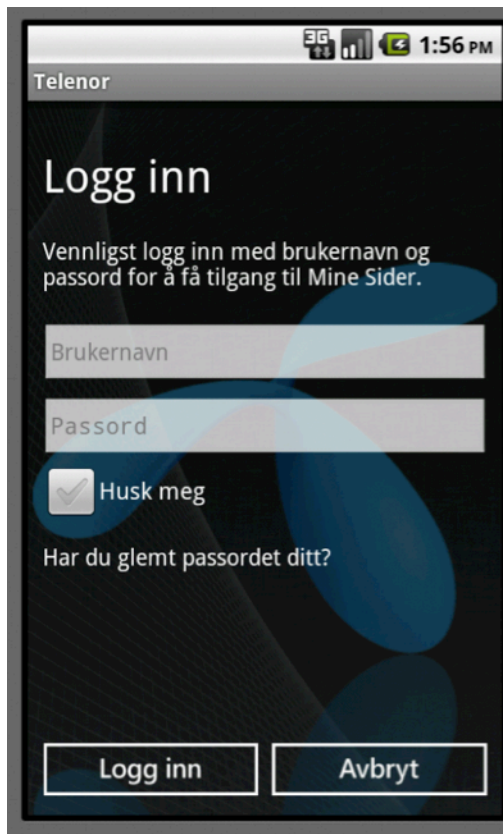 3G 1:56 PM
Telenor
Logg inn
Vennligst logg inn med brukernavn og
passord for å få tilgang til Mine Sider.
Brukernavn
Passord
Husk meg
Har du glemt passordet ditt?
Logg inn Avbryt